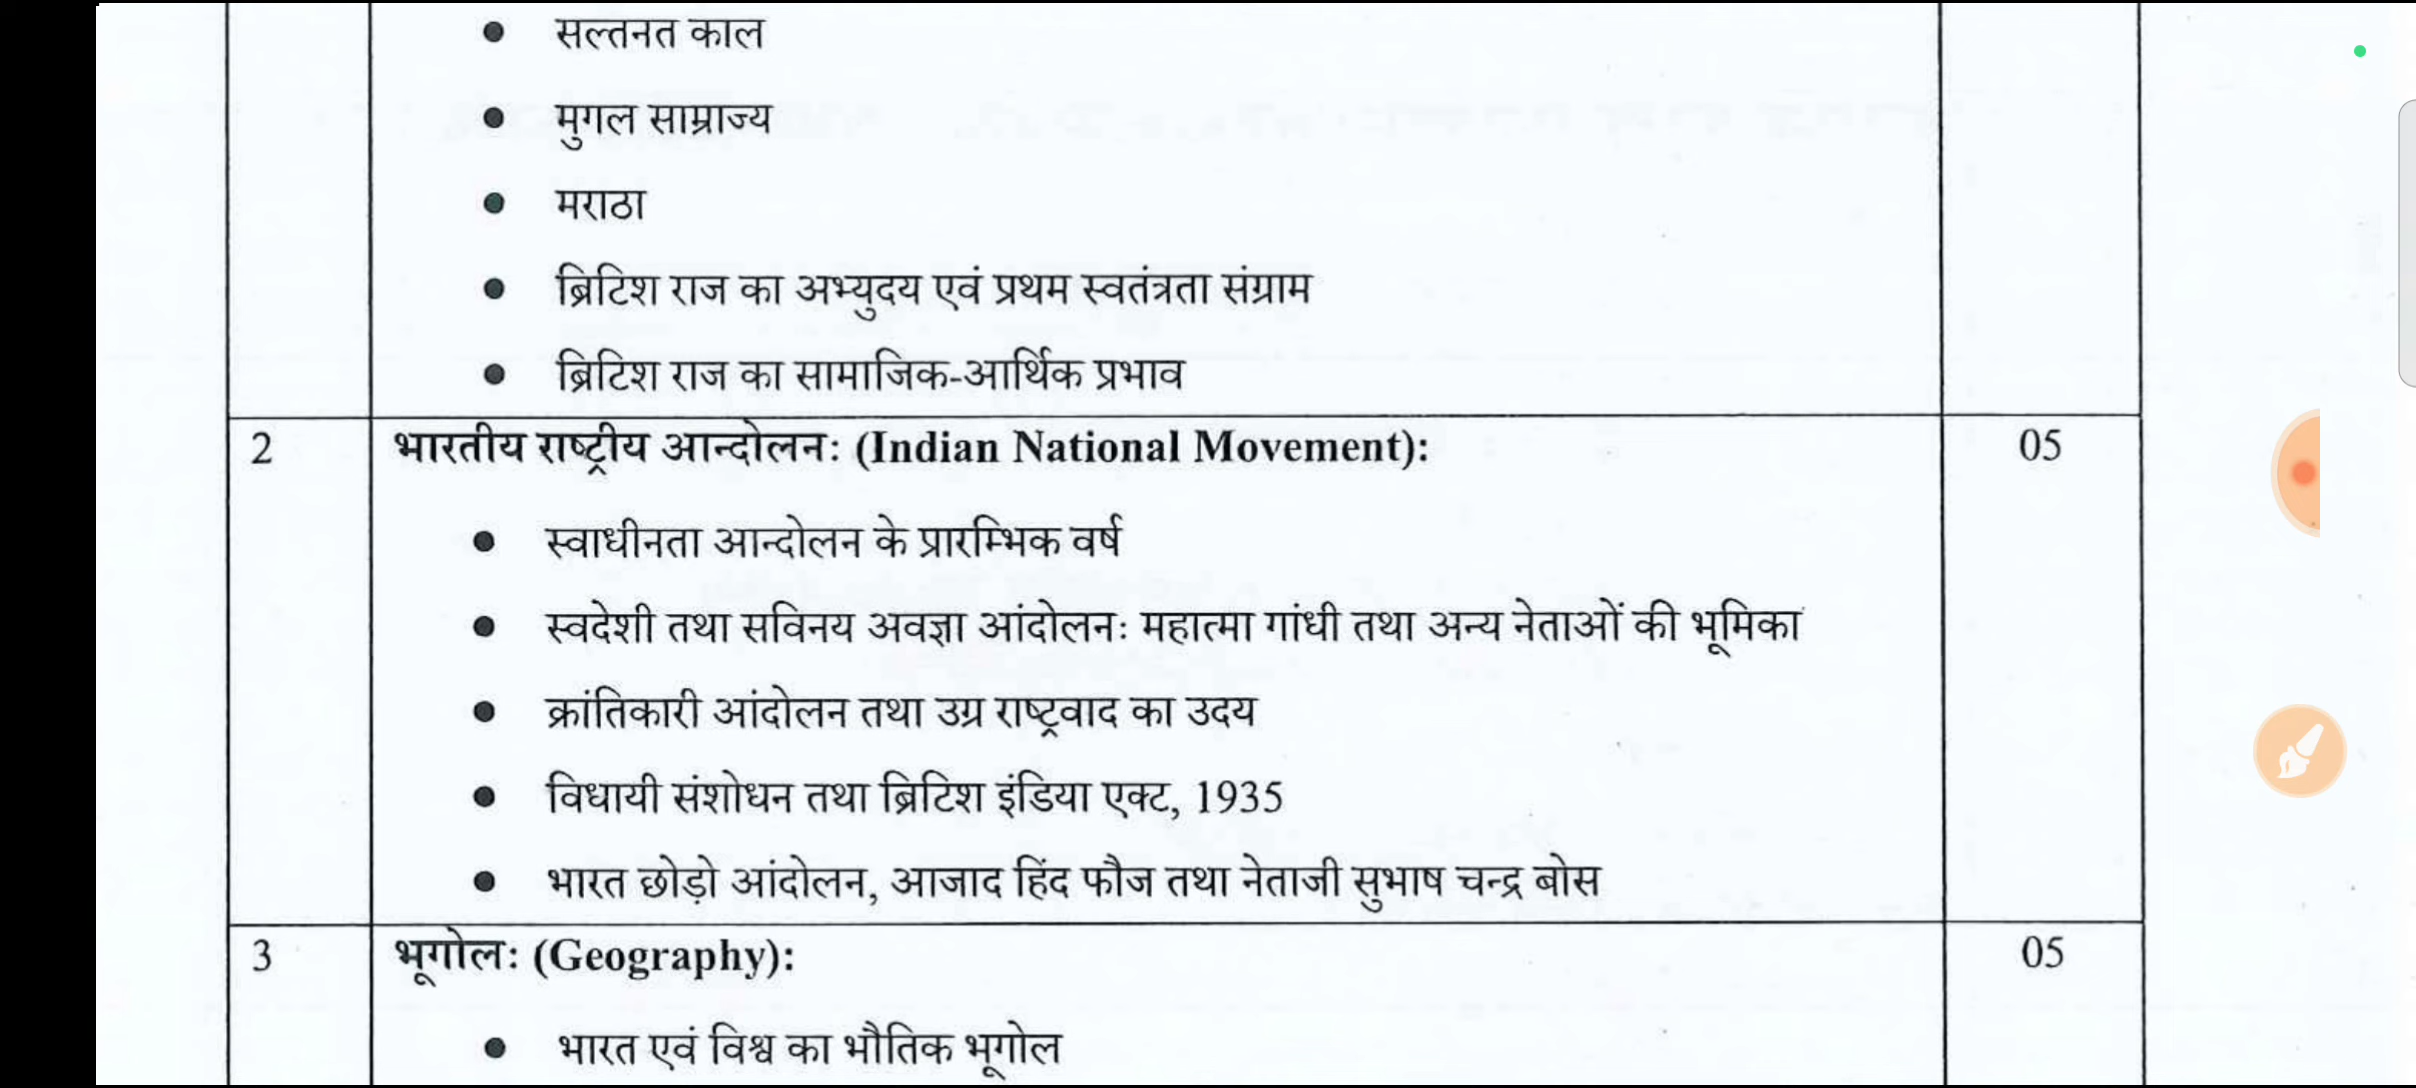 सल्तनत काल
मुगल साम्राज्य
मराठा
ब्रिटिश राज का अभ्युदय एवं प्रथम स्वतंत्रता संग्राम
ब्रिटिश राज का सामाजिक-आर्थिक प्रभाव
2 भारतीय राष्ट्रीय आन्दोलन: (Indian National Movement): 05
स्वाधीनता आन्दोलन के प्रारम्भिक वर्ष
स्वदेशी तथा सविनय अवज्ञा आंदोलन: महात्मा गांधी तथा अन्य नेताओं की भूमिका
क्रांतिकारी आंदोलन तथा उग्र राष्ट्रवाद का उदय
विधायी संशोधन तथा ब्रिटिश इंडिया एक्ट, 1935
भारत छोड़ो आंदोलन, आजाद हिंद फौज तथा नेताजी सुभाष चन्द्र बोस
3 भूगोल: (Geography): 05
भारत एवं विश्व का भौतिक भूगोल